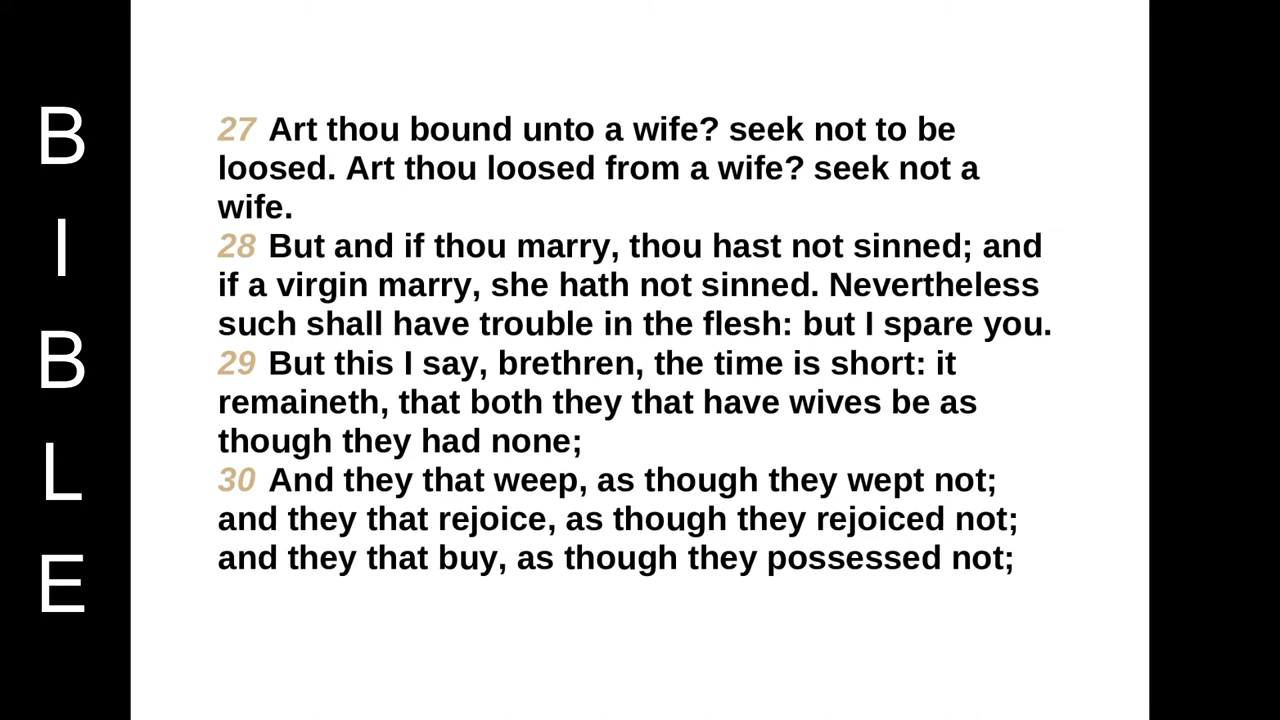 B
I
B
L
E
27 Art thou bound unto a wife? seek not to be
loosed. Art thou loosed from a wife? seek not a
wife.
28 But and if thou marry, thou hast not sinned; and
if a virgin marry, she hath not sinned. Nevertheless
such shall have trouble in the flesh: but I spare you.
29 But this I say, brethren, the time is short: it
remaineth, that both they that have wives be as
though they had none;
30 And they that weep, as though they wept not;
and they that rejoice, as though they rejoiced not;
and they that buy, as though they possessed not;